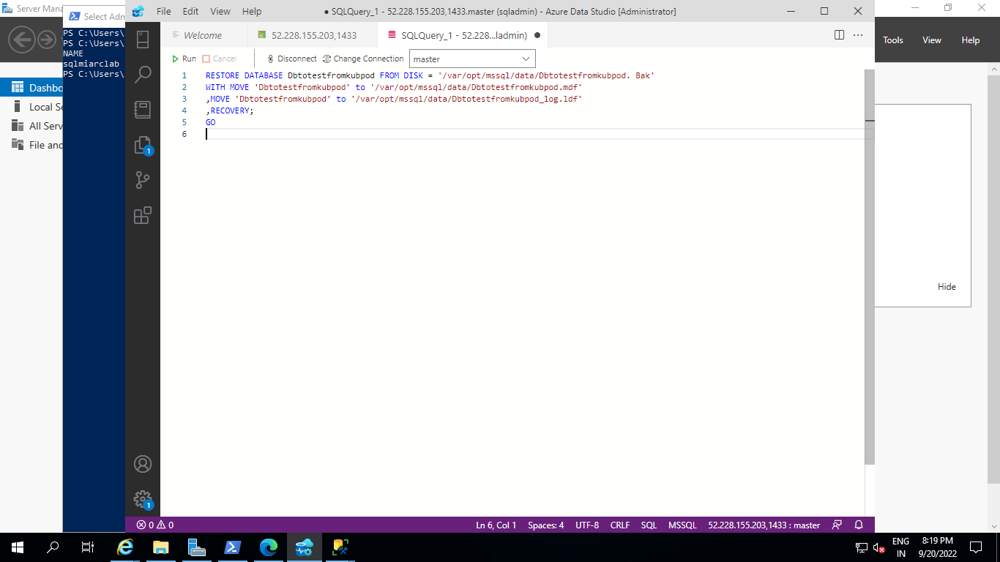 Server Mana
Select Adm
File Edit View Help
● SQLQuery_1 - 52.228.155.203,1433.master (sqladmin) - Azure Data Studio [Administrator]
Tools View Help
PS C:\Users\
PS C:\Users\
NAME
sqlmiarclab
PS C:\Users\
Dashbo
Local Se
All Serv
File and
Welcome
52.228.155.203,1433
SQLQuery_1 - 52.228...ladmin) ●
Run Cancel Disconnect Change Connection master
1 RESTORE DATABASE Dbtotestfromkubpod FROM DISK = '/var/opt/mssql/data/Dbtotestfromkubpod. Bak'
2 WITH MOVE 'Dbtotestfromkubpod' to '/var/opt/mssql/data/Dbtotestfromkubpod.mdf'
3 ,MOVE 'Dbtotestfromkubpod' to '/var/opt/mssql/data/Dbtotestfromkubpod_log.ldf'
4 ,RECOVERY;
5 GO
6
1
1
Hide
0 0
Ln 6, Col 1 Spaces: 4 UTF-8 CRLF SQL MSSQL 52.228.155.203,1433 : master
ENG
IN
8:19 PM
9/20/2022